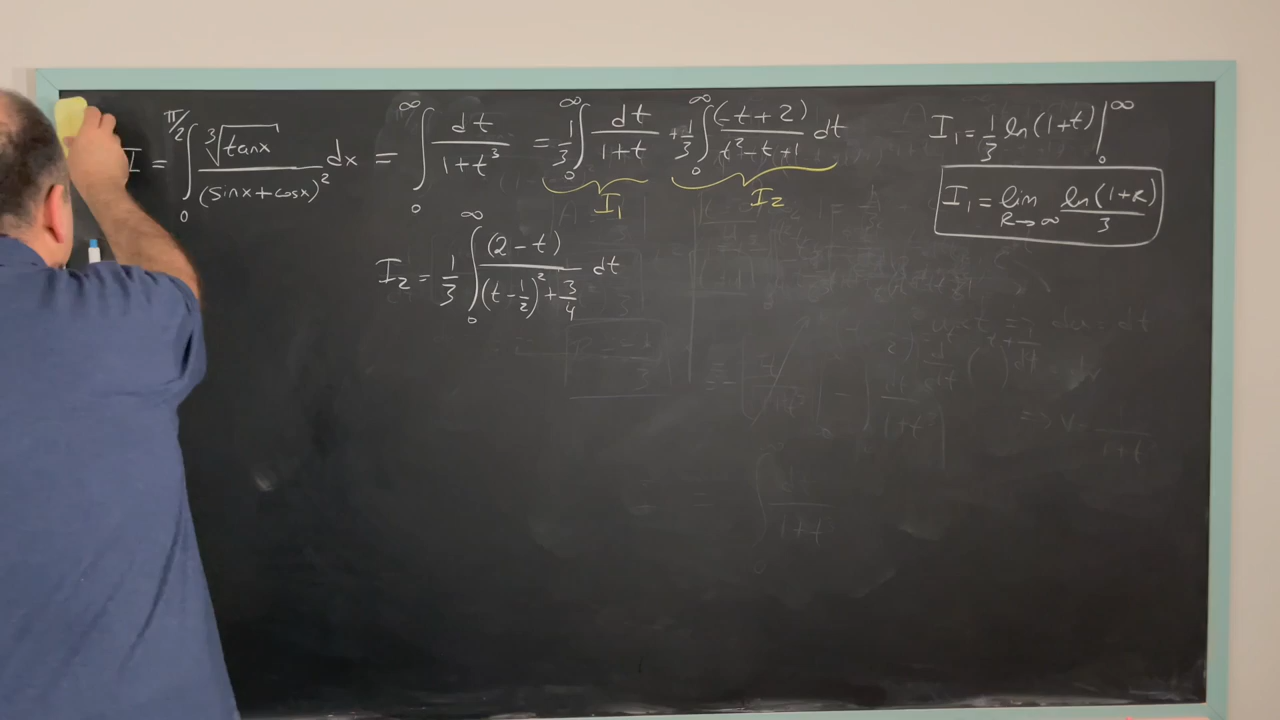 I = ∫₀^{π/2} ∛(tanx) / (sinx+cosx)² dx = ∫₀^∞ dt / (1+t³) = 1/3 ∫₀^∞ dt / (1+t) + 1/3 ∫₀^∞ (-t+2) / (t²-t+1) dt
I₁ I₂
I₂ = 1/3 ∫₀^∞ (2-t) / ((t-1/2)²+3/4) dt
I₁ = 1/3 ln(1+t) |₀^∞
I₁ = lim R→∞ ln(1+R) / 3